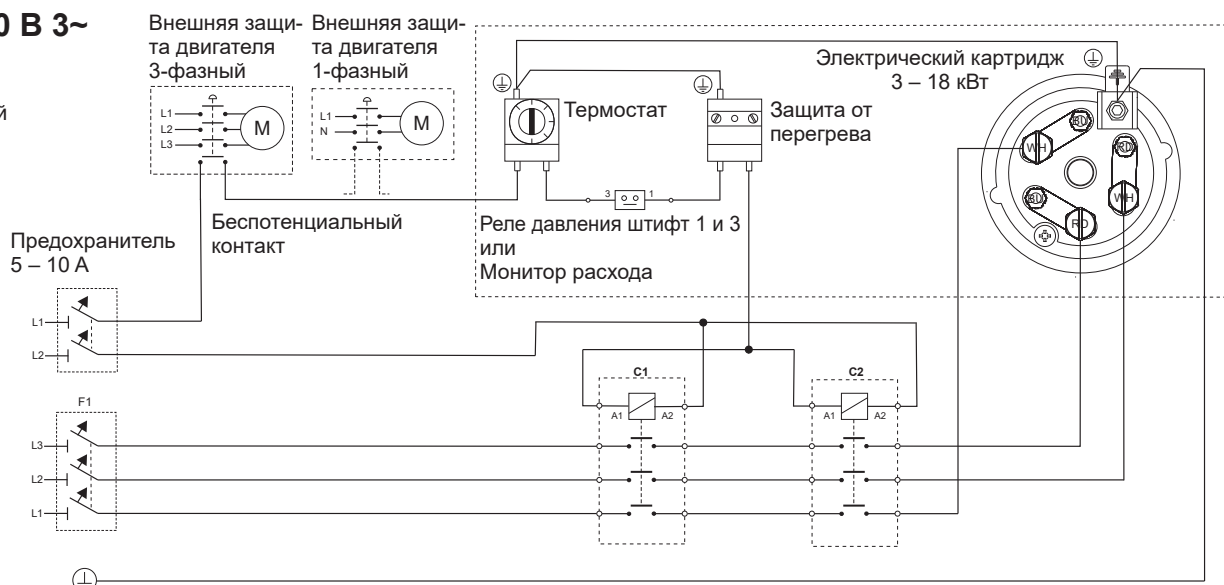 0 В 3~
й
Внешняя защи-
та двигателя
3-фазный
Внешняя защи-
та двигателя
1-фазный
L1
L2
L3
M
L1
N
M
Термостат
Защита от
перегрева
Электрический картридж
3 – 18 кВт
BD
WH
RD
BD
RD
WH
3
1
Беспотенциальный
контакт
Реле давления штифт 1 и 3
или
Монитор расхода
Предохранитель
5 – 10 A
L1
L2
C1
A1
A2
C2
A1
A2
F1
L3
L2
L1